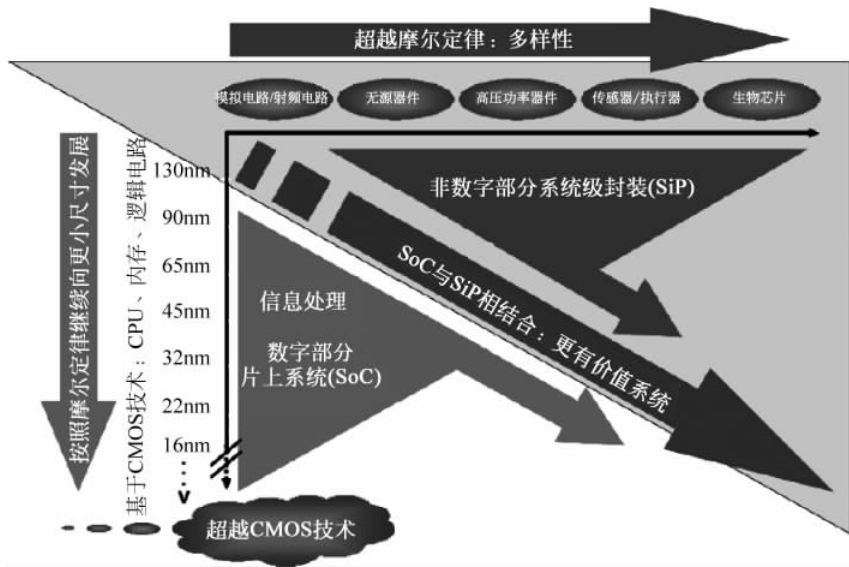 超越摩尔定律：多样性
模拟电路/射频电路
无源器件
高压功率器件
传感器/执行器
生物芯片
按照摩尔定律继续向更小尺寸发展
基于CMOS技术：CPU、内存、逻辑电路
130nm
90nm
65nm
45nm
32nm
22nm
16nm
非数字部分系统级封装(SiP)
SoC与SiP相结合：更有价值系统
信息处理
数字部分
片上系统(SoC)
超越CMOS技术